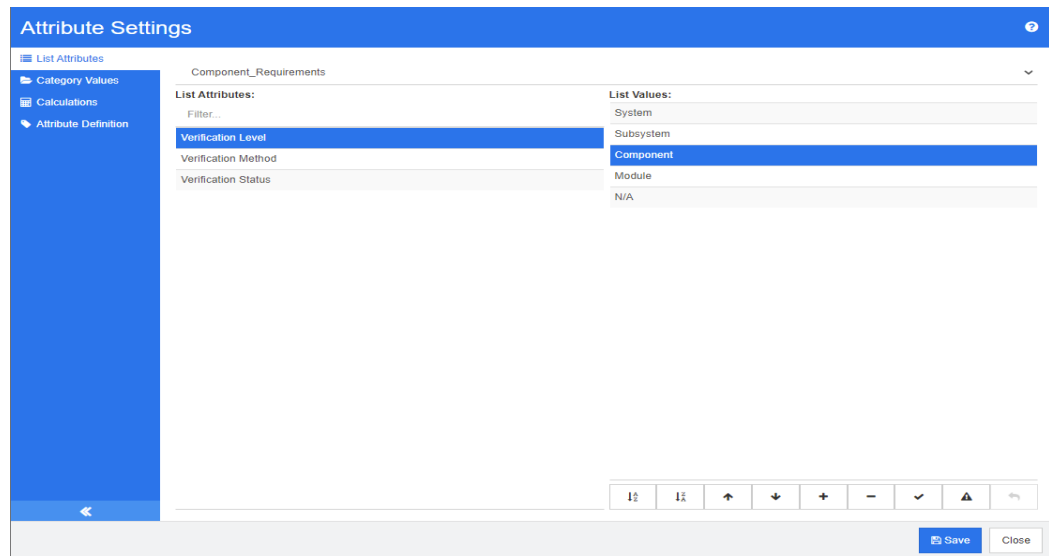 Attribute Settings
List Attributes
Category Values
Calculations
Attribute Definition
Component_Requirements
List Attributes:
Filter...
Verification Level
Verification Method
Verification Status
List Values:
System
Subsystem
Component
Module
N/A
Save
Close